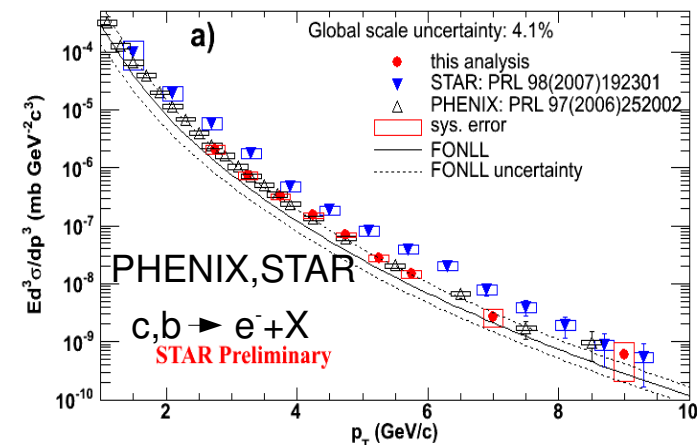 a)
Global scale uncertainty: 4.1%
this analysis
STAR: PRL 98(2007)192301
PHENIX: PRL 97(2006)252002
sys. error
FONLL
FONLL uncertainty
Ed³σ/dp³ (mb GeV⁻²c³)
10⁻⁴
10⁻⁵
10⁻⁶
10⁻⁷
10⁻⁸
10⁻⁹
10⁻¹⁰
PHENIX,STAR
c,b → e⁻+X
STAR Preliminary
2 4 6 8 10
p_T (GeV/c)